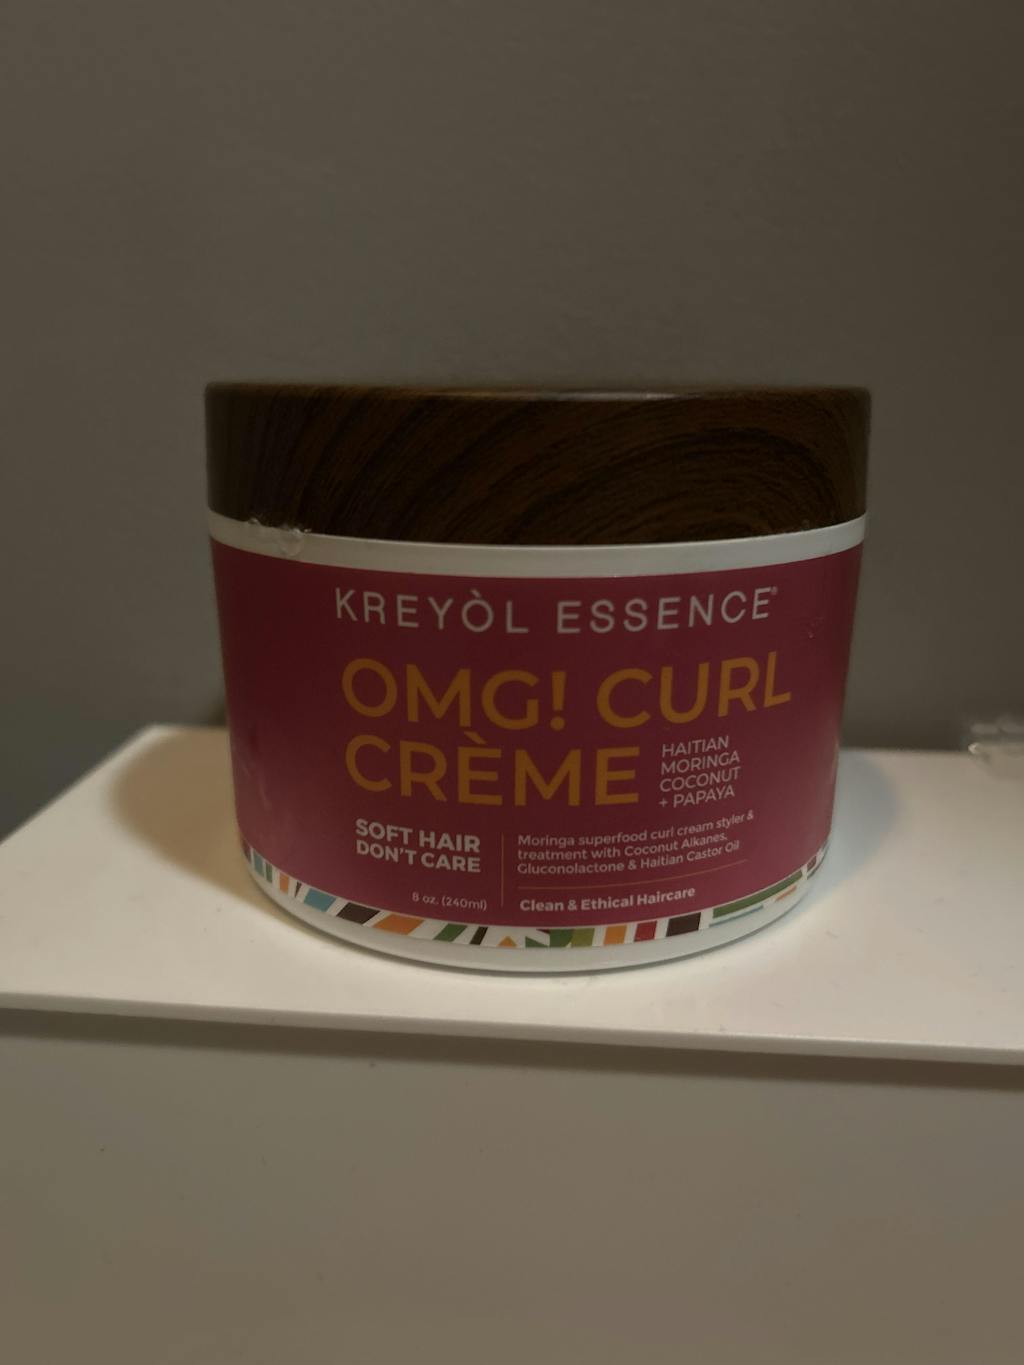 KREYÒL ESSENCE®
OMG! CURL
CRÈME
HAITIAN
MORINGA
COCONUT
+ PAPAYA
SOFT HAIR
DON'T CARE
8 oz. (240ml)
Moringa superfood curl cream styler &
treatment with Coconut Alkanes,
Gluconolactone & Haitian Castor Oil
Clean & Ethical Haircare